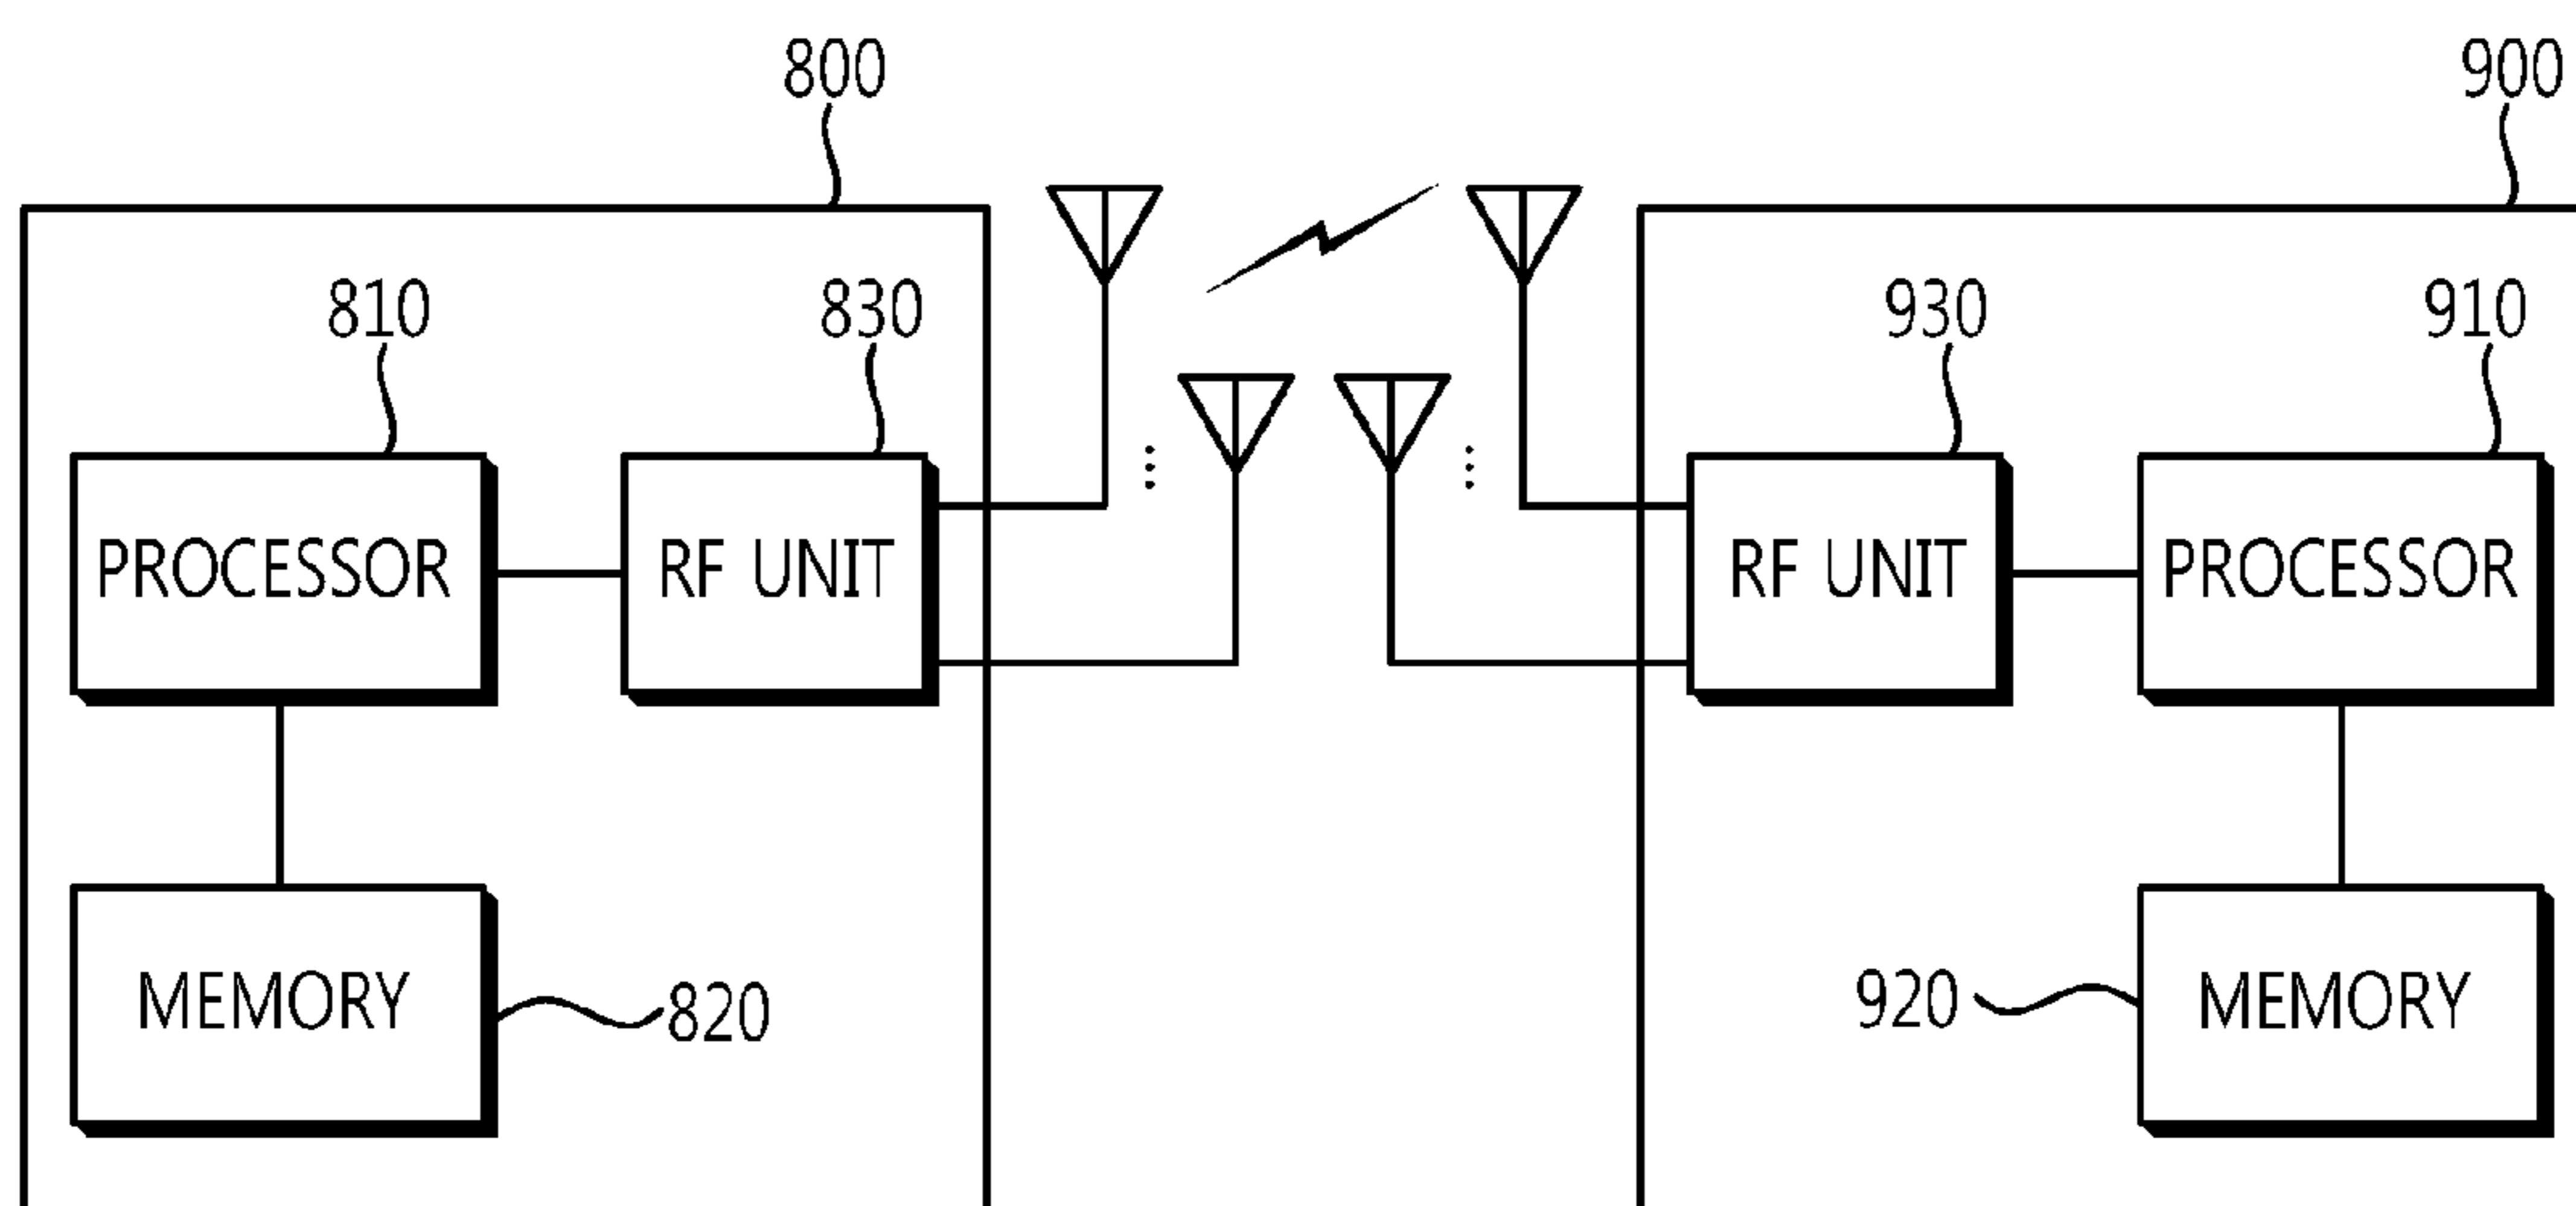 800
900
810
830
930
910
PROCESSOR
RF UNIT
RF UNIT
PROCESSOR
MEMORY
820
920
MEMORY